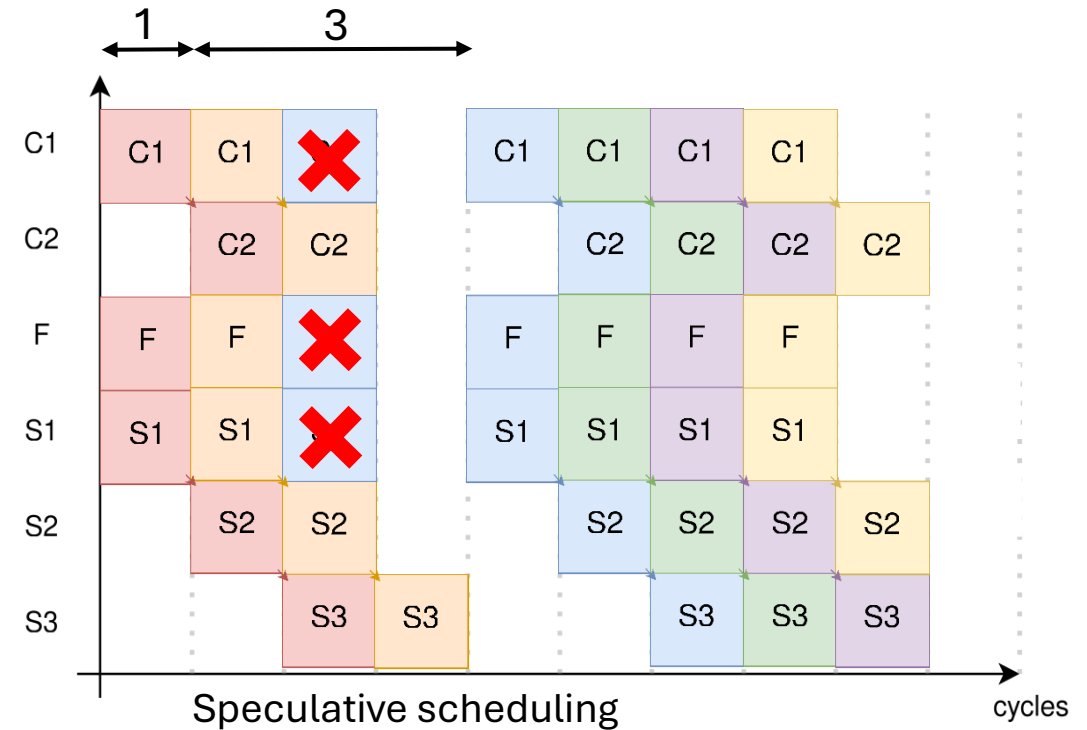 1 3
C1 C1 C1 C1 C1 C1 C1
C2 C2 C2 C2 C2 C2 C2
F F F F F F F
S1 S1 S1 S1 S1 S1 S1
S2 S2 S2 S2 S2 S2 S2
S3 S3 S3 S3 S3 S3
Speculative scheduling cycles